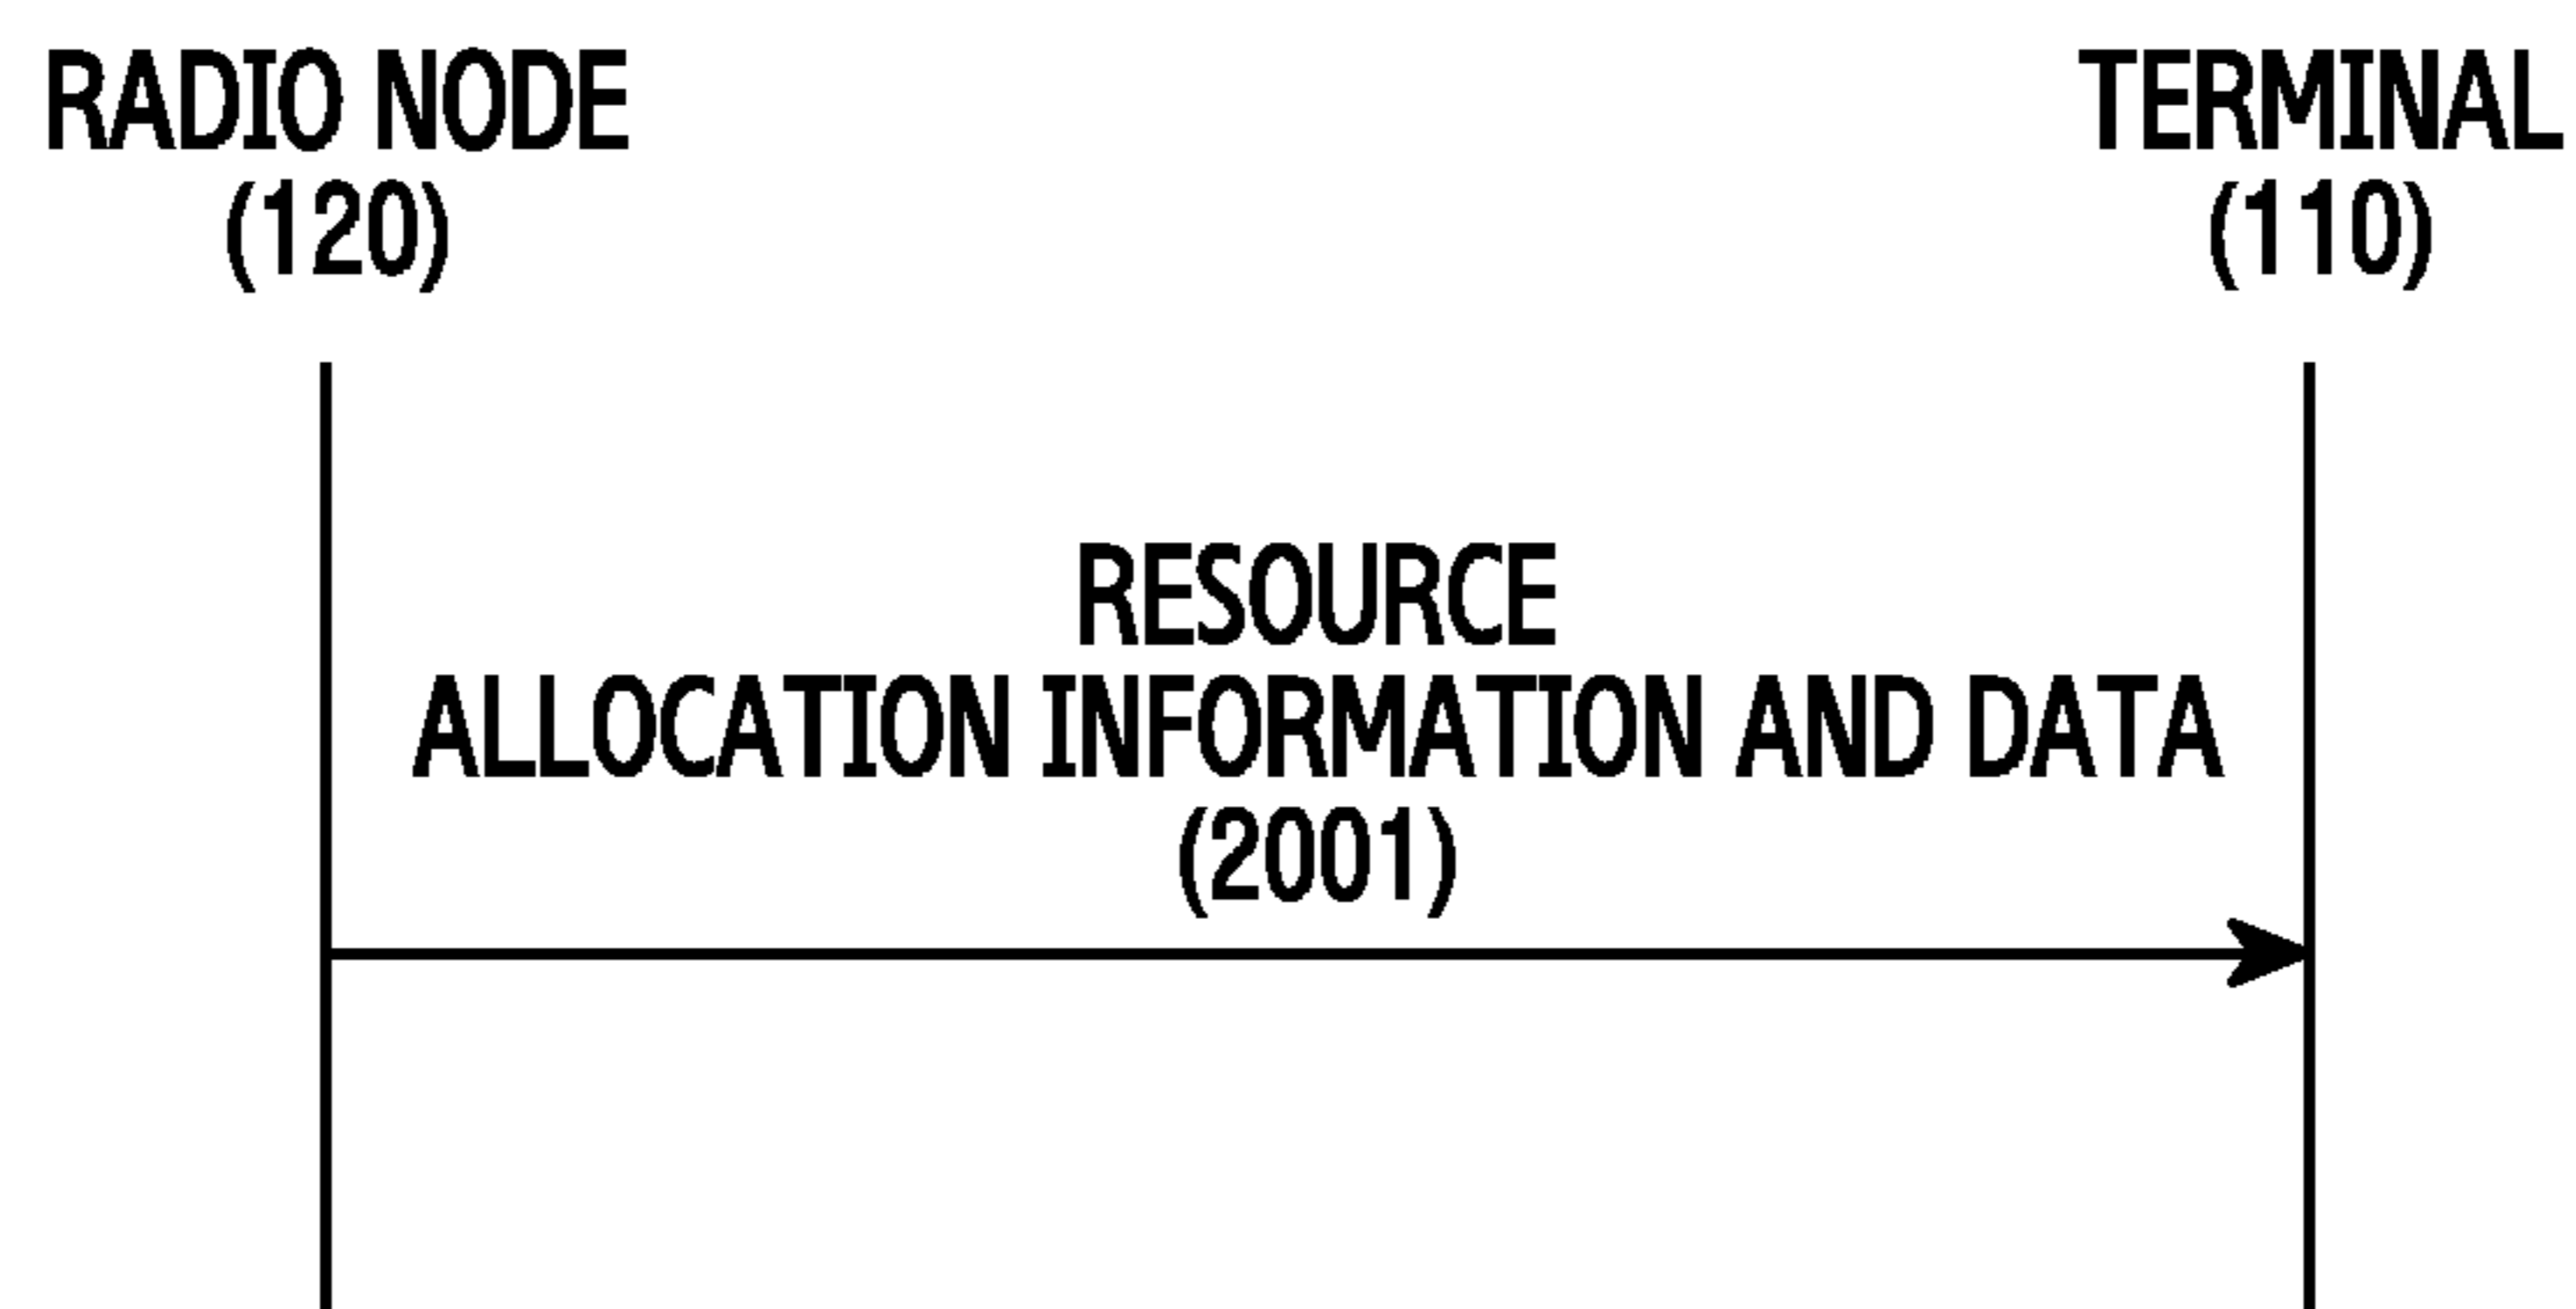 RADIO NODE
(120)
TERMINAL
(110)
RESOURCE
ALLOCATION INFORMATION AND DATA
(2001)